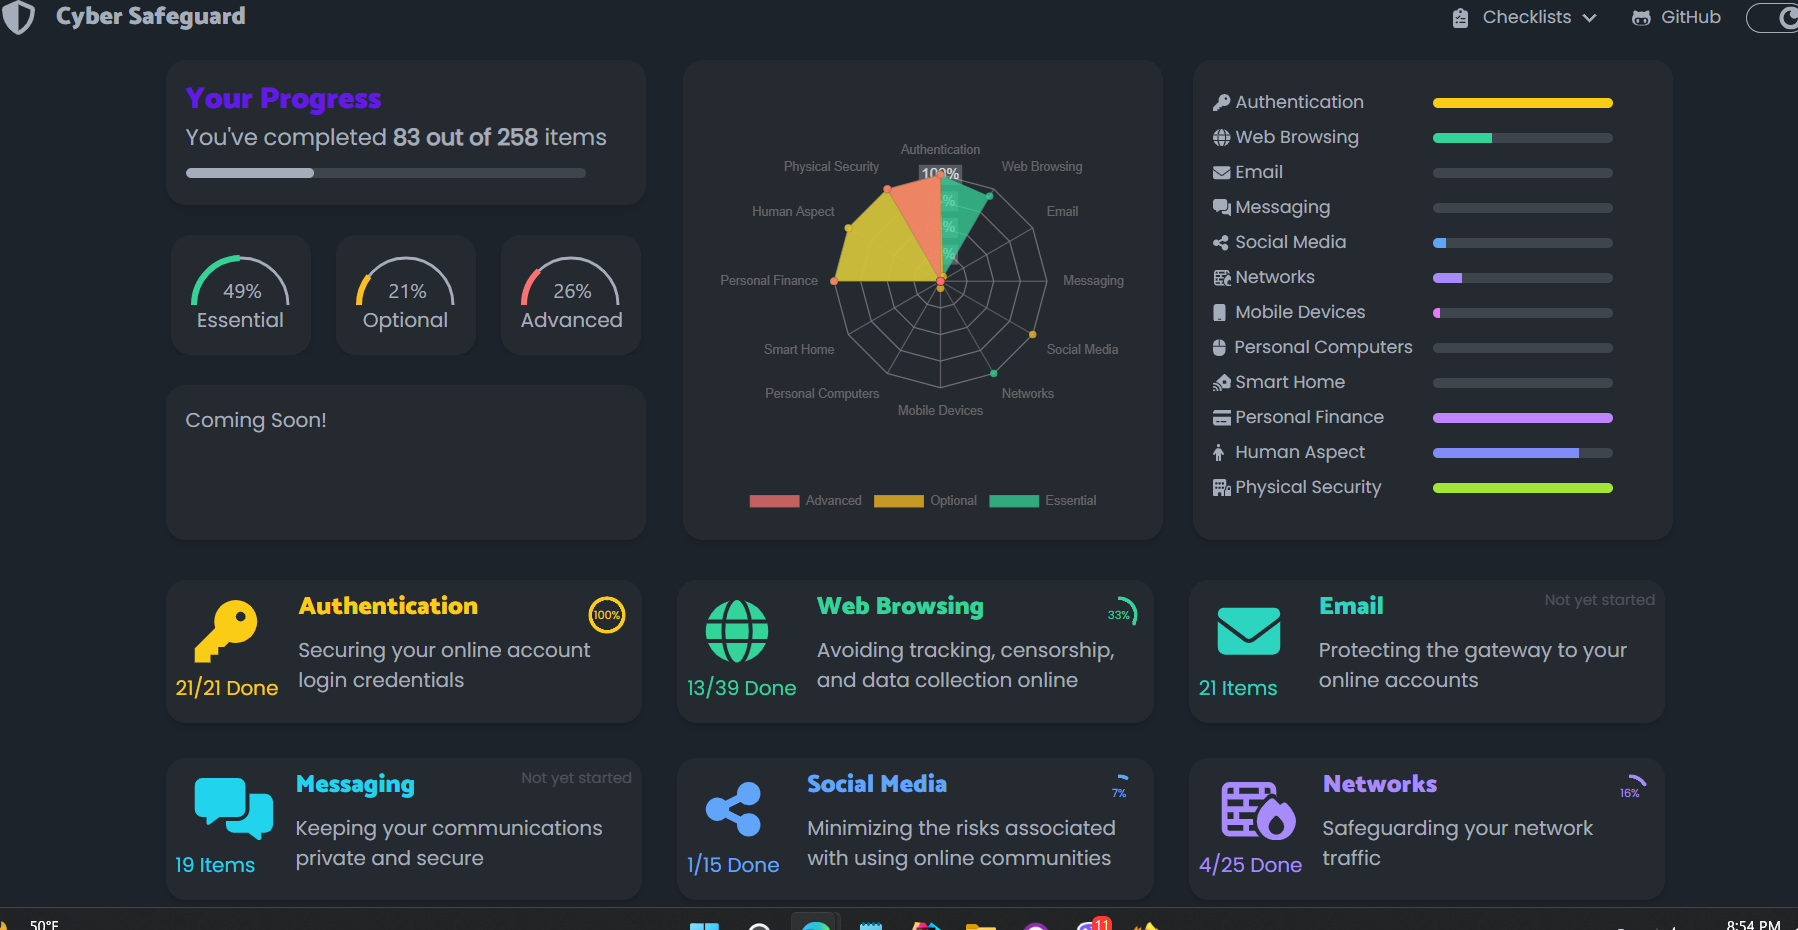 Cyber Safeguard
Checklists
GitHub
Your Progress
You've completed 83 out of 258 items
49%
Essential
21%
Optional
26%
Advanced
Coming Soon!
Authentication
Physical Security
Web Browsing
100%
Human Aspect
Email
Personal Finance
Messaging
Smart Home
Social Media
Personal Computers
Networks
Mobile Devices
Advanced
Optional
Essential
Authentication
Web Browsing
Email
Messaging
Social Media
Networks
Mobile Devices
Personal Computers
Smart Home
Personal Finance
Human Aspect
Physical Security
Authentication
100%
Securing your online account
login credentials
21/21 Done
Web Browsing
33%
Avoiding tracking, censorship,
and data collection online
13/39 Done
Email
Not yet started
Protecting the gateway to your
online accounts
21 Items
Messaging
Not yet started
Keeping your communications
private and secure
19 Items
Social Media
7%
Minimizing the risks associated
with using online communities
1/15 Done
Networks
16%
Safeguarding your network
traffic
4/25 Done
50°F
11
8:54 PM